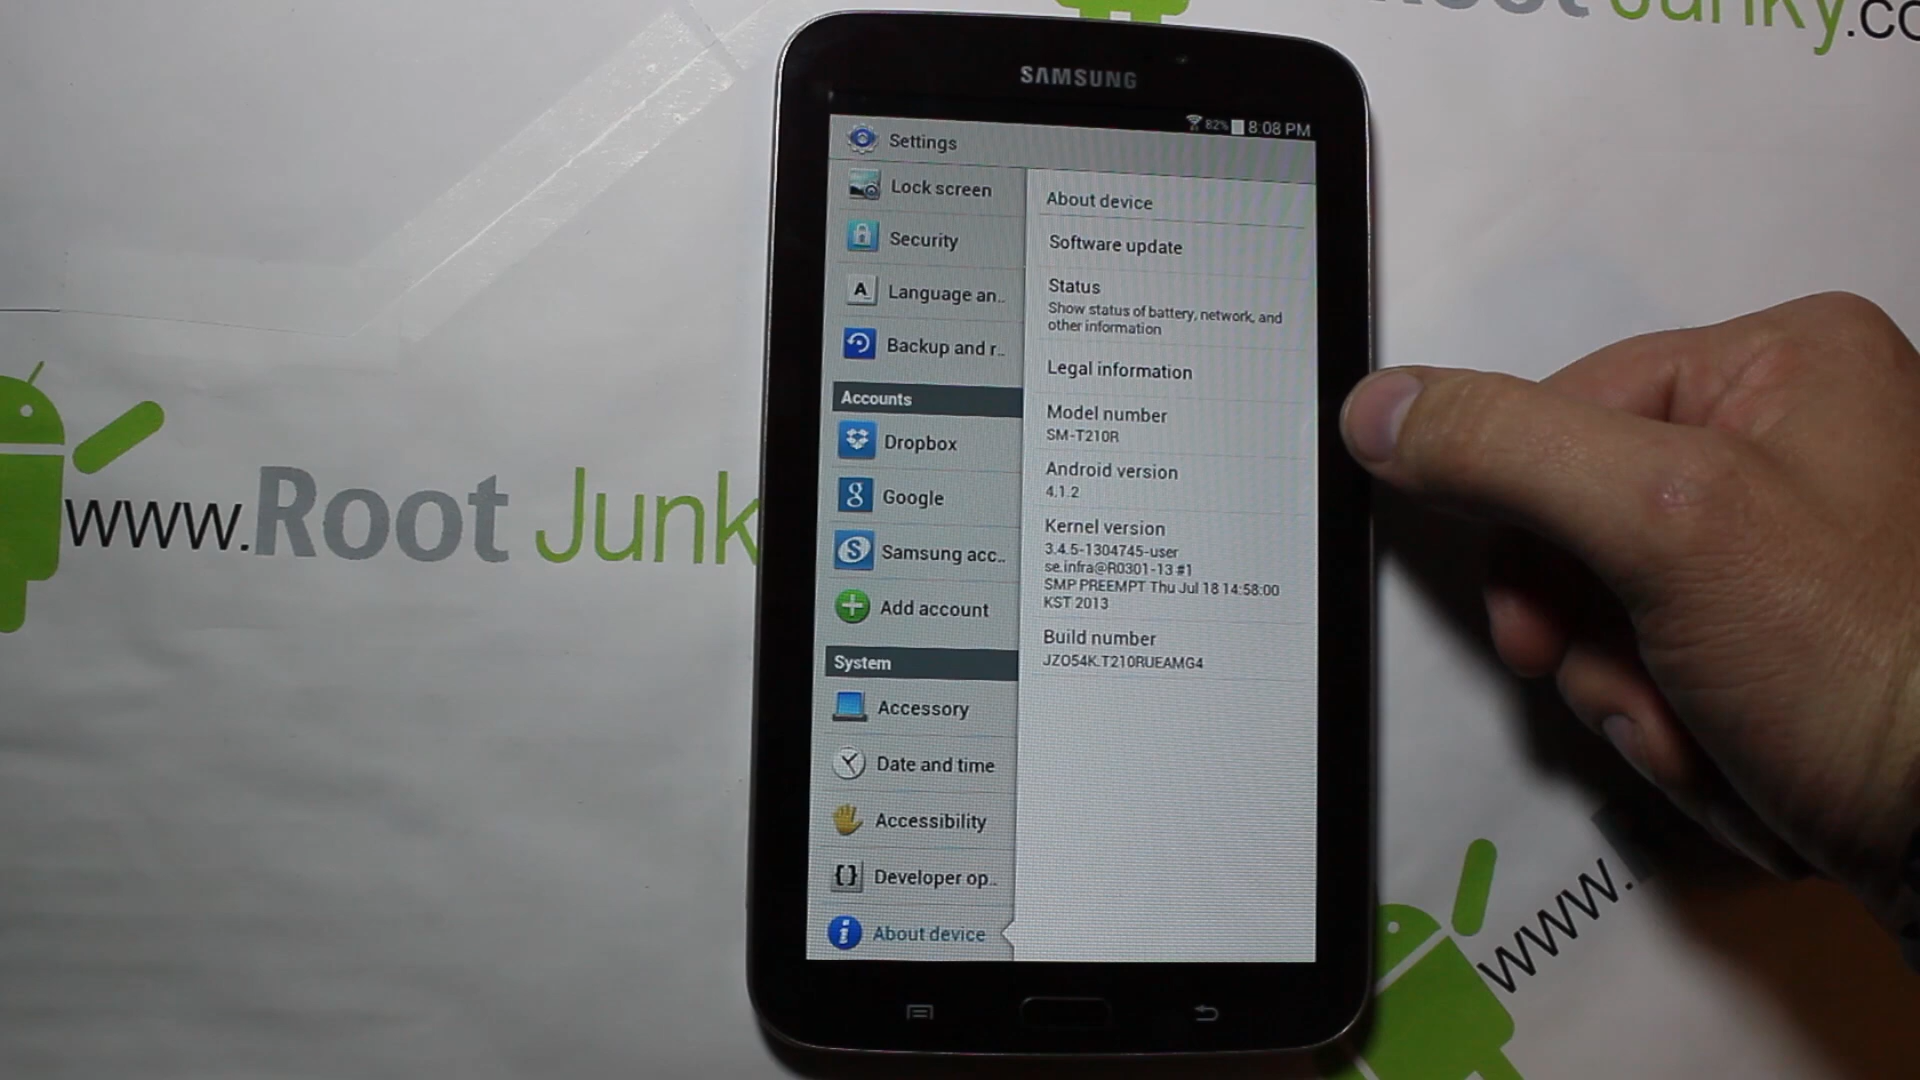 Root Junky.co
SAMSUNG
82% 8:08 PM
Settings
Lock screen
Security
Language an..
Backup and r..
Accounts
Dropbox
Google
Samsung acc..
Add account
System
Accessory
Date and time
Accessibility
Developer op..
About device
About device
Software update
Status
Show status of battery, network, and
other information
Legal information
Model number
SM-T210R
Android version
4.1.2
Kernel version
3.4.5-1304745-user
se.infra@R0301-13 #1
SMP PREEMPT Thu Jul 18 14:58:00
KST 2013
Build number
JZO54K.T210RUEAMG4
www.Root Junk
www.